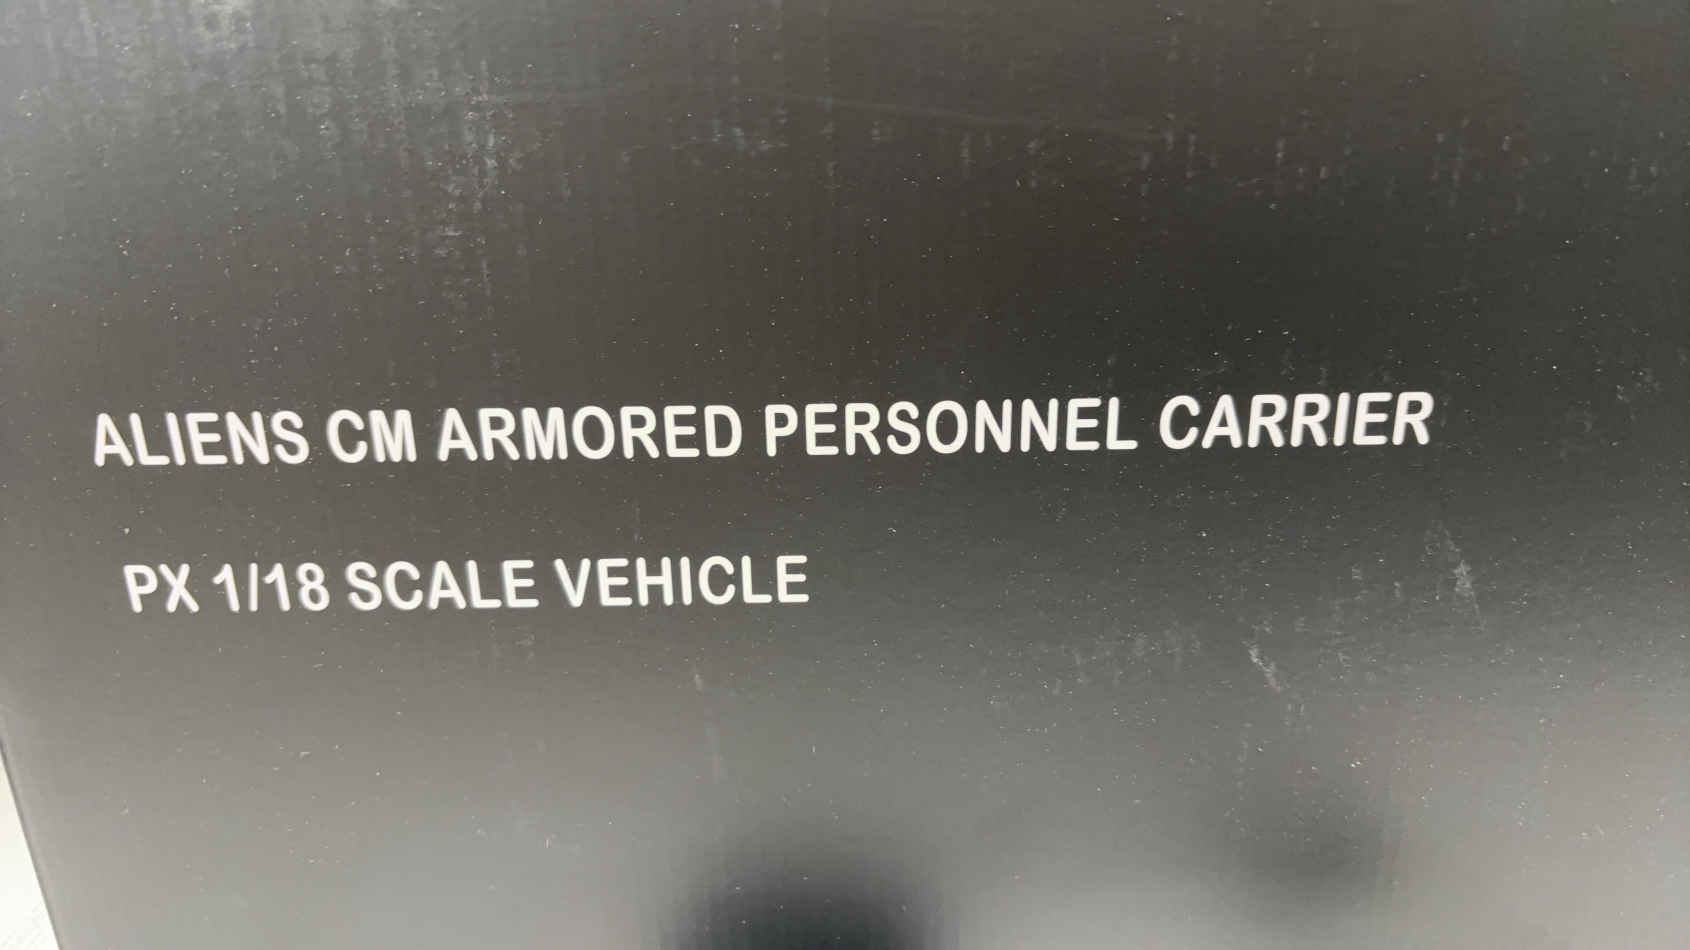 ALIENS CM ARMORED PERSONNEL CARRIER
PX 1/18 SCALE VEHICLE